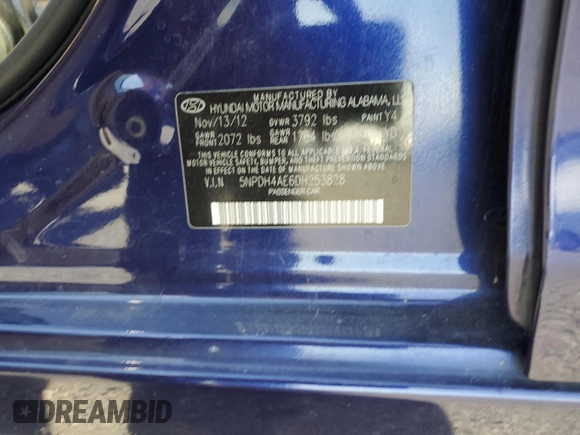 MANUFACTURED BY
HYUNDAI MOTOR MANUFACTURING ALABAMA, LLC
Nov/13/12 GVWR 3792 lbs PAINT Y4
GAWR FRONT 2072 lbs GAWR REAR lbs
THIS VEHICLE CONFORMS TO ALL APPLICABLE FEDERAL
MOTOR VEHICLE SAFETY, BUMPER, AND THEFT PREVENTION
STANDARDS IN EFFECT ON THE DATE OF
MANUFACTURE SHOWN ABOVE.
V.I.N 5NPDH4AE6DH253828
PASSENGER CAR
DREAMBID